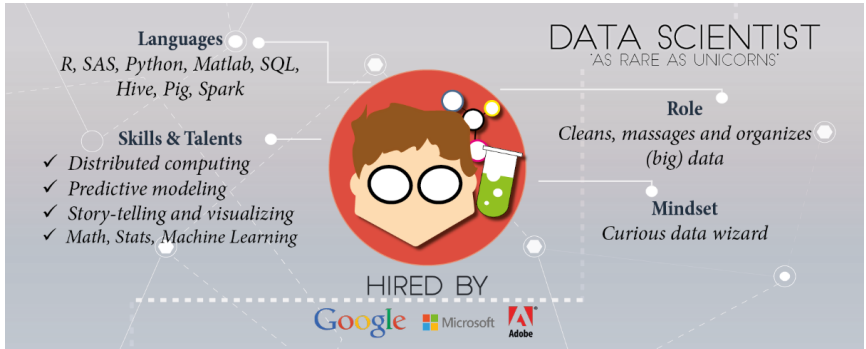 DATA SCIENTIST
"AS RARE AS UNICORNS"
Languages
R, SAS, Python, Matlab, SQL,
Hive, Pig, Spark
Skills & Talents
✓ Distributed computing
✓ Predictive modeling
✓ Story-telling and visualizing
✓ Math, Stats, Machine Learning
Role
Cleans, massages and organizes
(big) data
Mindset
Curious data wizard
HIRED BY
Google Microsoft Adobe